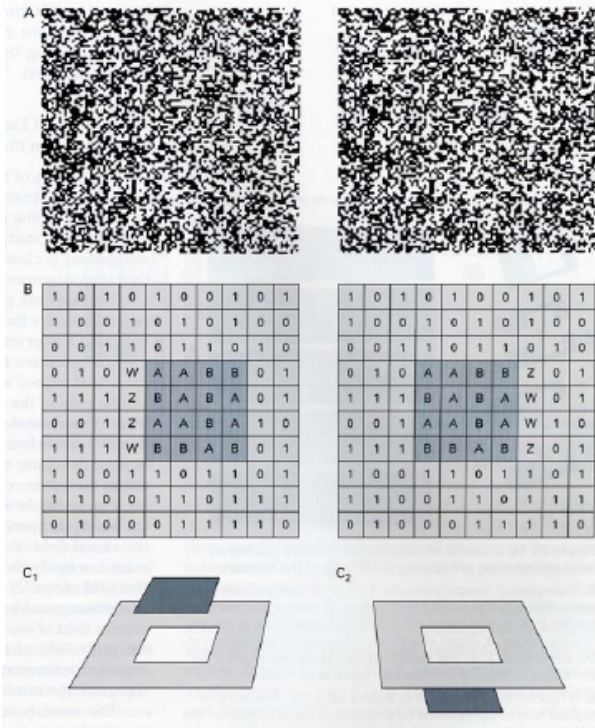 A
B
1 0 1 0 1 0 0 1 0 1
1 0 0 1 0 1 0 1 0 0
0 0 1 1 0 1 1 0 1 0
0 1 0 W A A B B 0 1
1 1 1 Z B A B A 0 1
0 0 1 Z A A B A 1 0
1 1 1 W B B A B 0 1
1 0 0 1 1 0 1 1 0 1
1 1 0 0 1 1 0 1 1 1
0 1 0 0 0 1 1 1 1 0
1 0 1 0 1 0 0 1 0 1
1 0 0 1 0 1 0 1 0 0
0 0 1 1 0 1 1 0 1 0
0 1 0 A A B B Z 0 1
1 1 1 B A B A W 0 1
0 0 1 A A B A W 1 0
1 1 1 B B A B Z 0 1
1 0 0 1 1 0 1 1 0 1
1 1 0 0 1 1 0 1 1 1
0 1 0 0 0 1 1 1 1 0
C1
C2